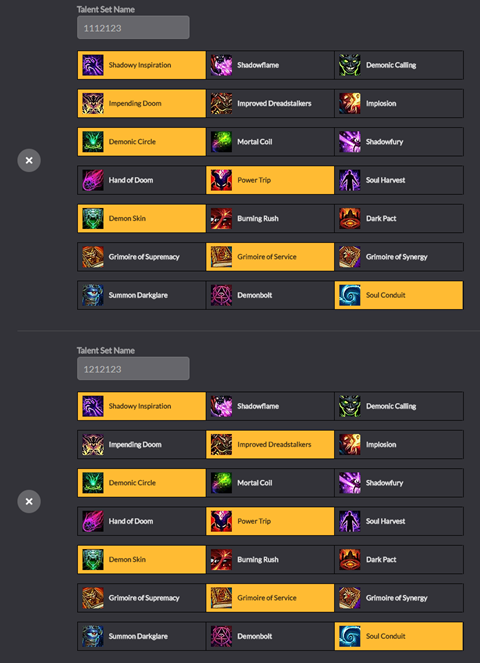 Talent Set Name
1112123
Shadowy Inspiration Shadowflame Demonic Calling
Impending Doom Improved Dreadstalkers Implosion
Demonic Circle Mortal Coil Shadowfury
Hand of Doom Power Trip Soul Harvest
Demon Skin Burning Rush Dark Pact
Grimoire of Supremacy Grimoire of Service Grimoire of Synergy
Summon Darkglare Demonbolt Soul Conduit
Talent Set Name
1212123
Shadowy Inspiration Shadowflame Demonic Calling
Impending Doom Improved Dreadstalkers Implosion
Demonic Circle Mortal Coil Shadowfury
Hand of Doom Power Trip Soul Harvest
Demon Skin Burning Rush Dark Pact
Grimoire of Supremacy Grimoire of Service Grimoire of Synergy
Summon Darkglare Demonbolt Soul Conduit